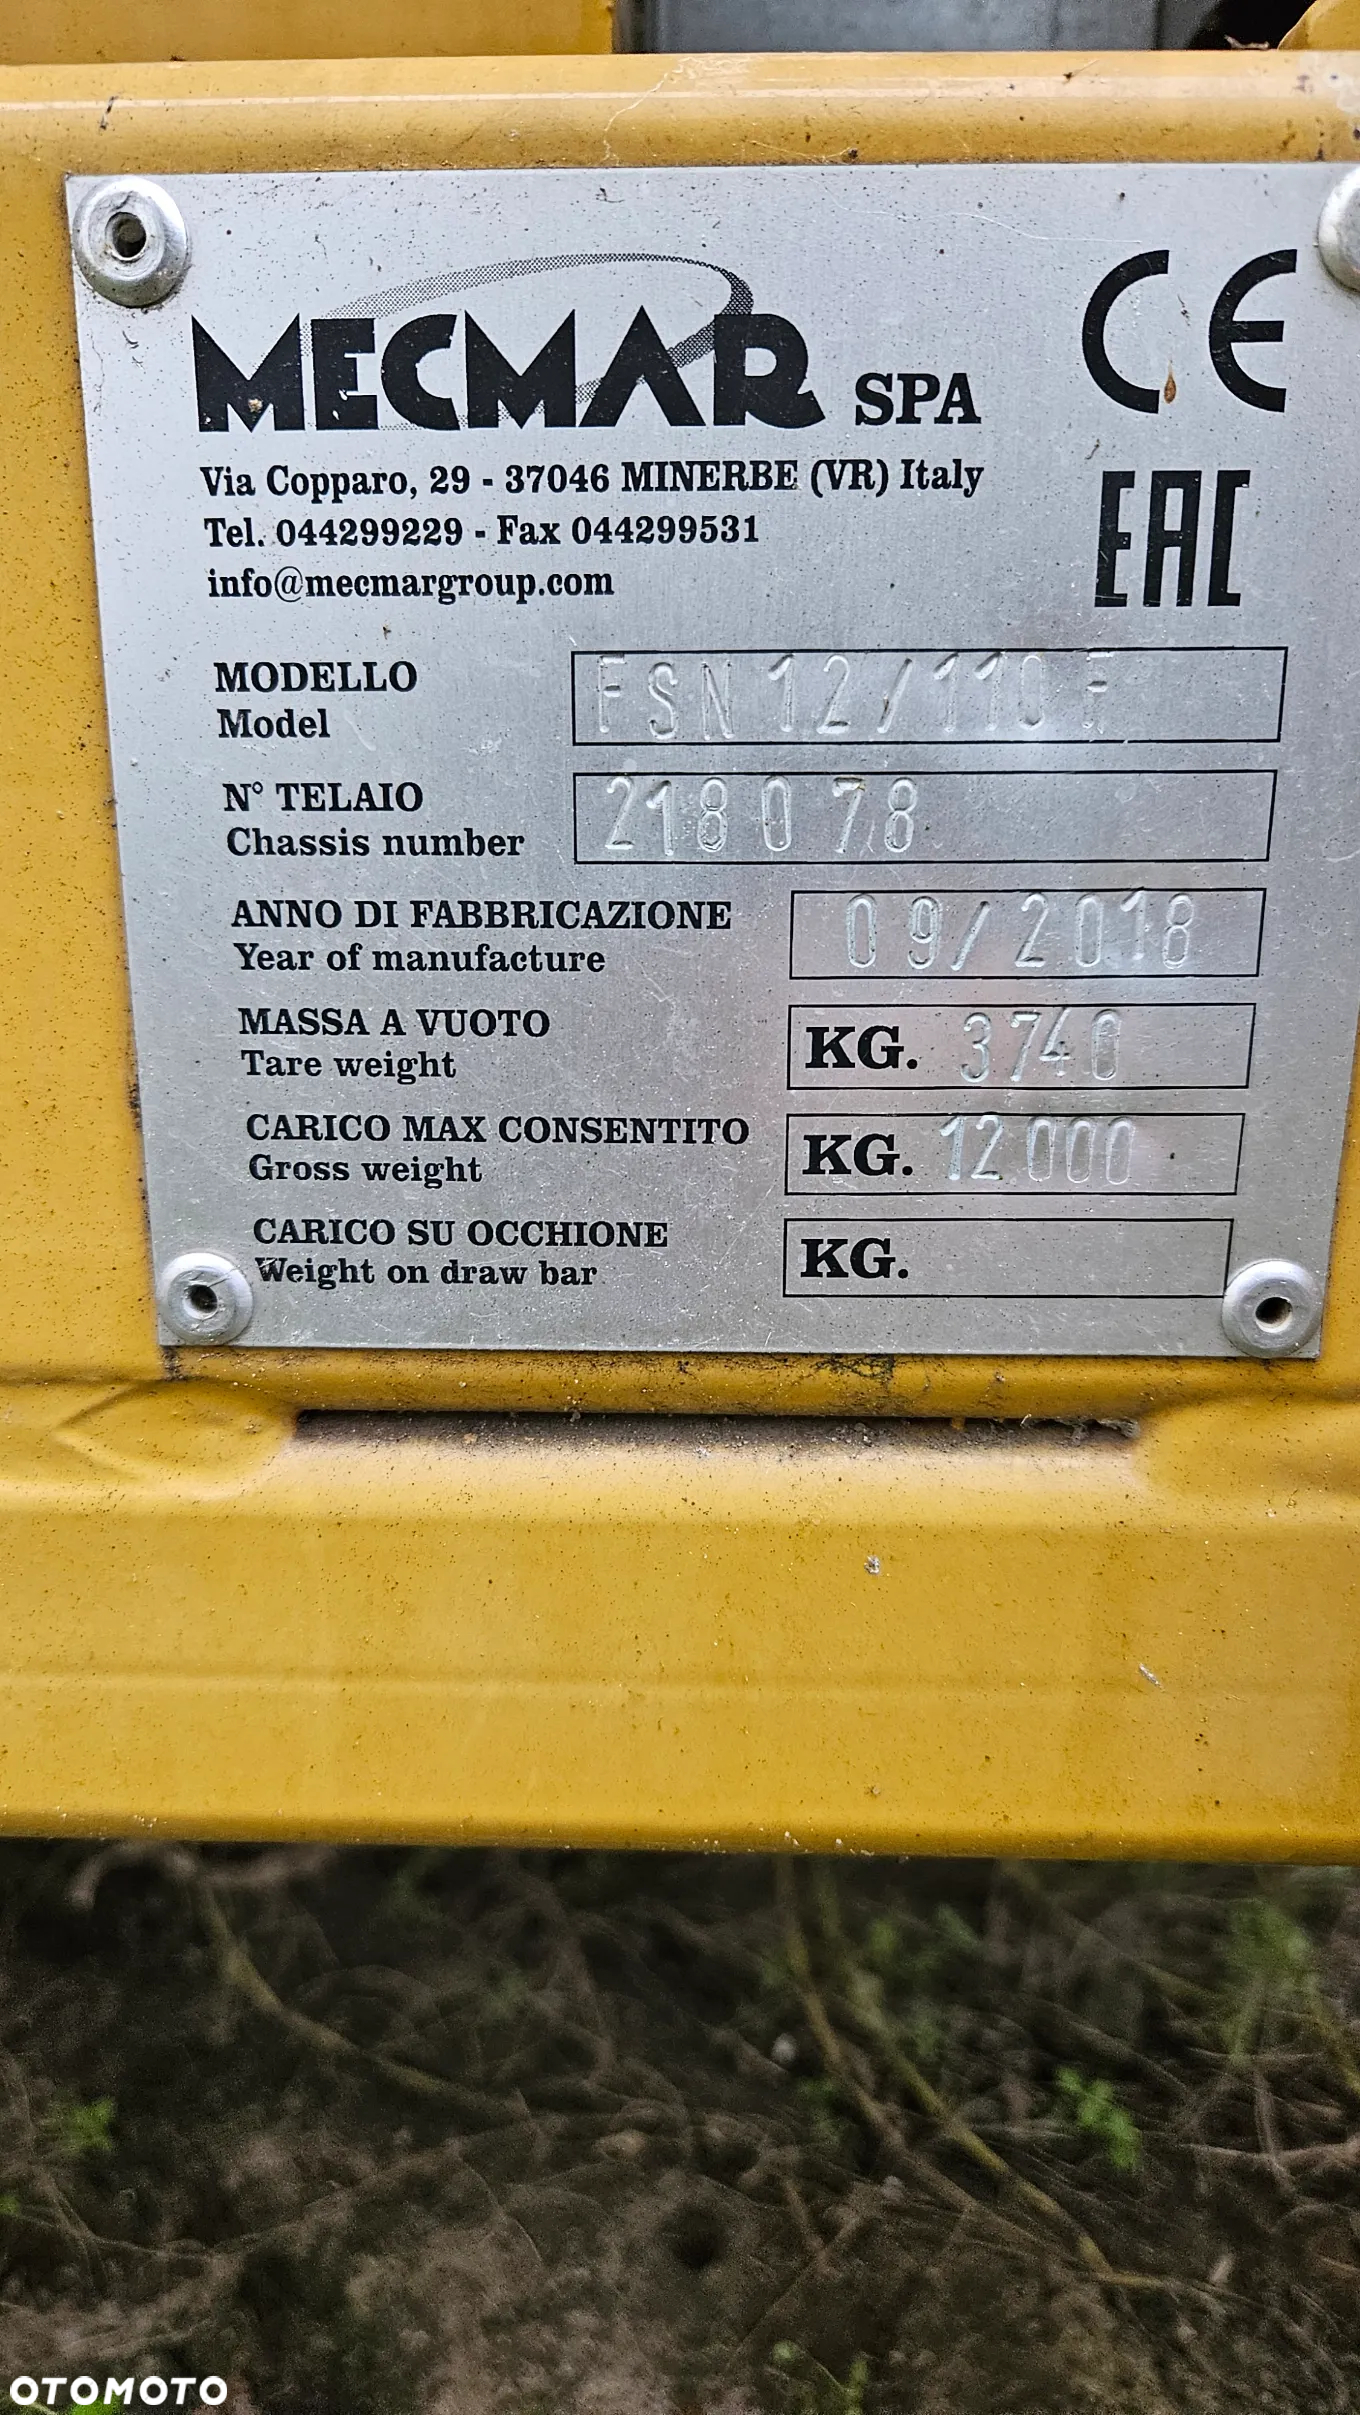 MECMAR SPA
CE
Via Copparo, 29 - 37046 MINERBE (VR) Italy
Tel. 044299229 - Fax 044299531
info@mecmargroup.com
EAC
MODELLO
Model
FSN 12/110 F
N° TELAIO
Chassis number
218078
ANNO DI FABBRICAZIONE
Year of manufacture
09/2018
MASSA A VUOTO
Tare weight
KG. 3740
CARICO MAX CONSENTITO
Gross weight
KG. 12000
CARICO SU OCCHIONE
Weight on draw bar
KG.
OTOMOTO